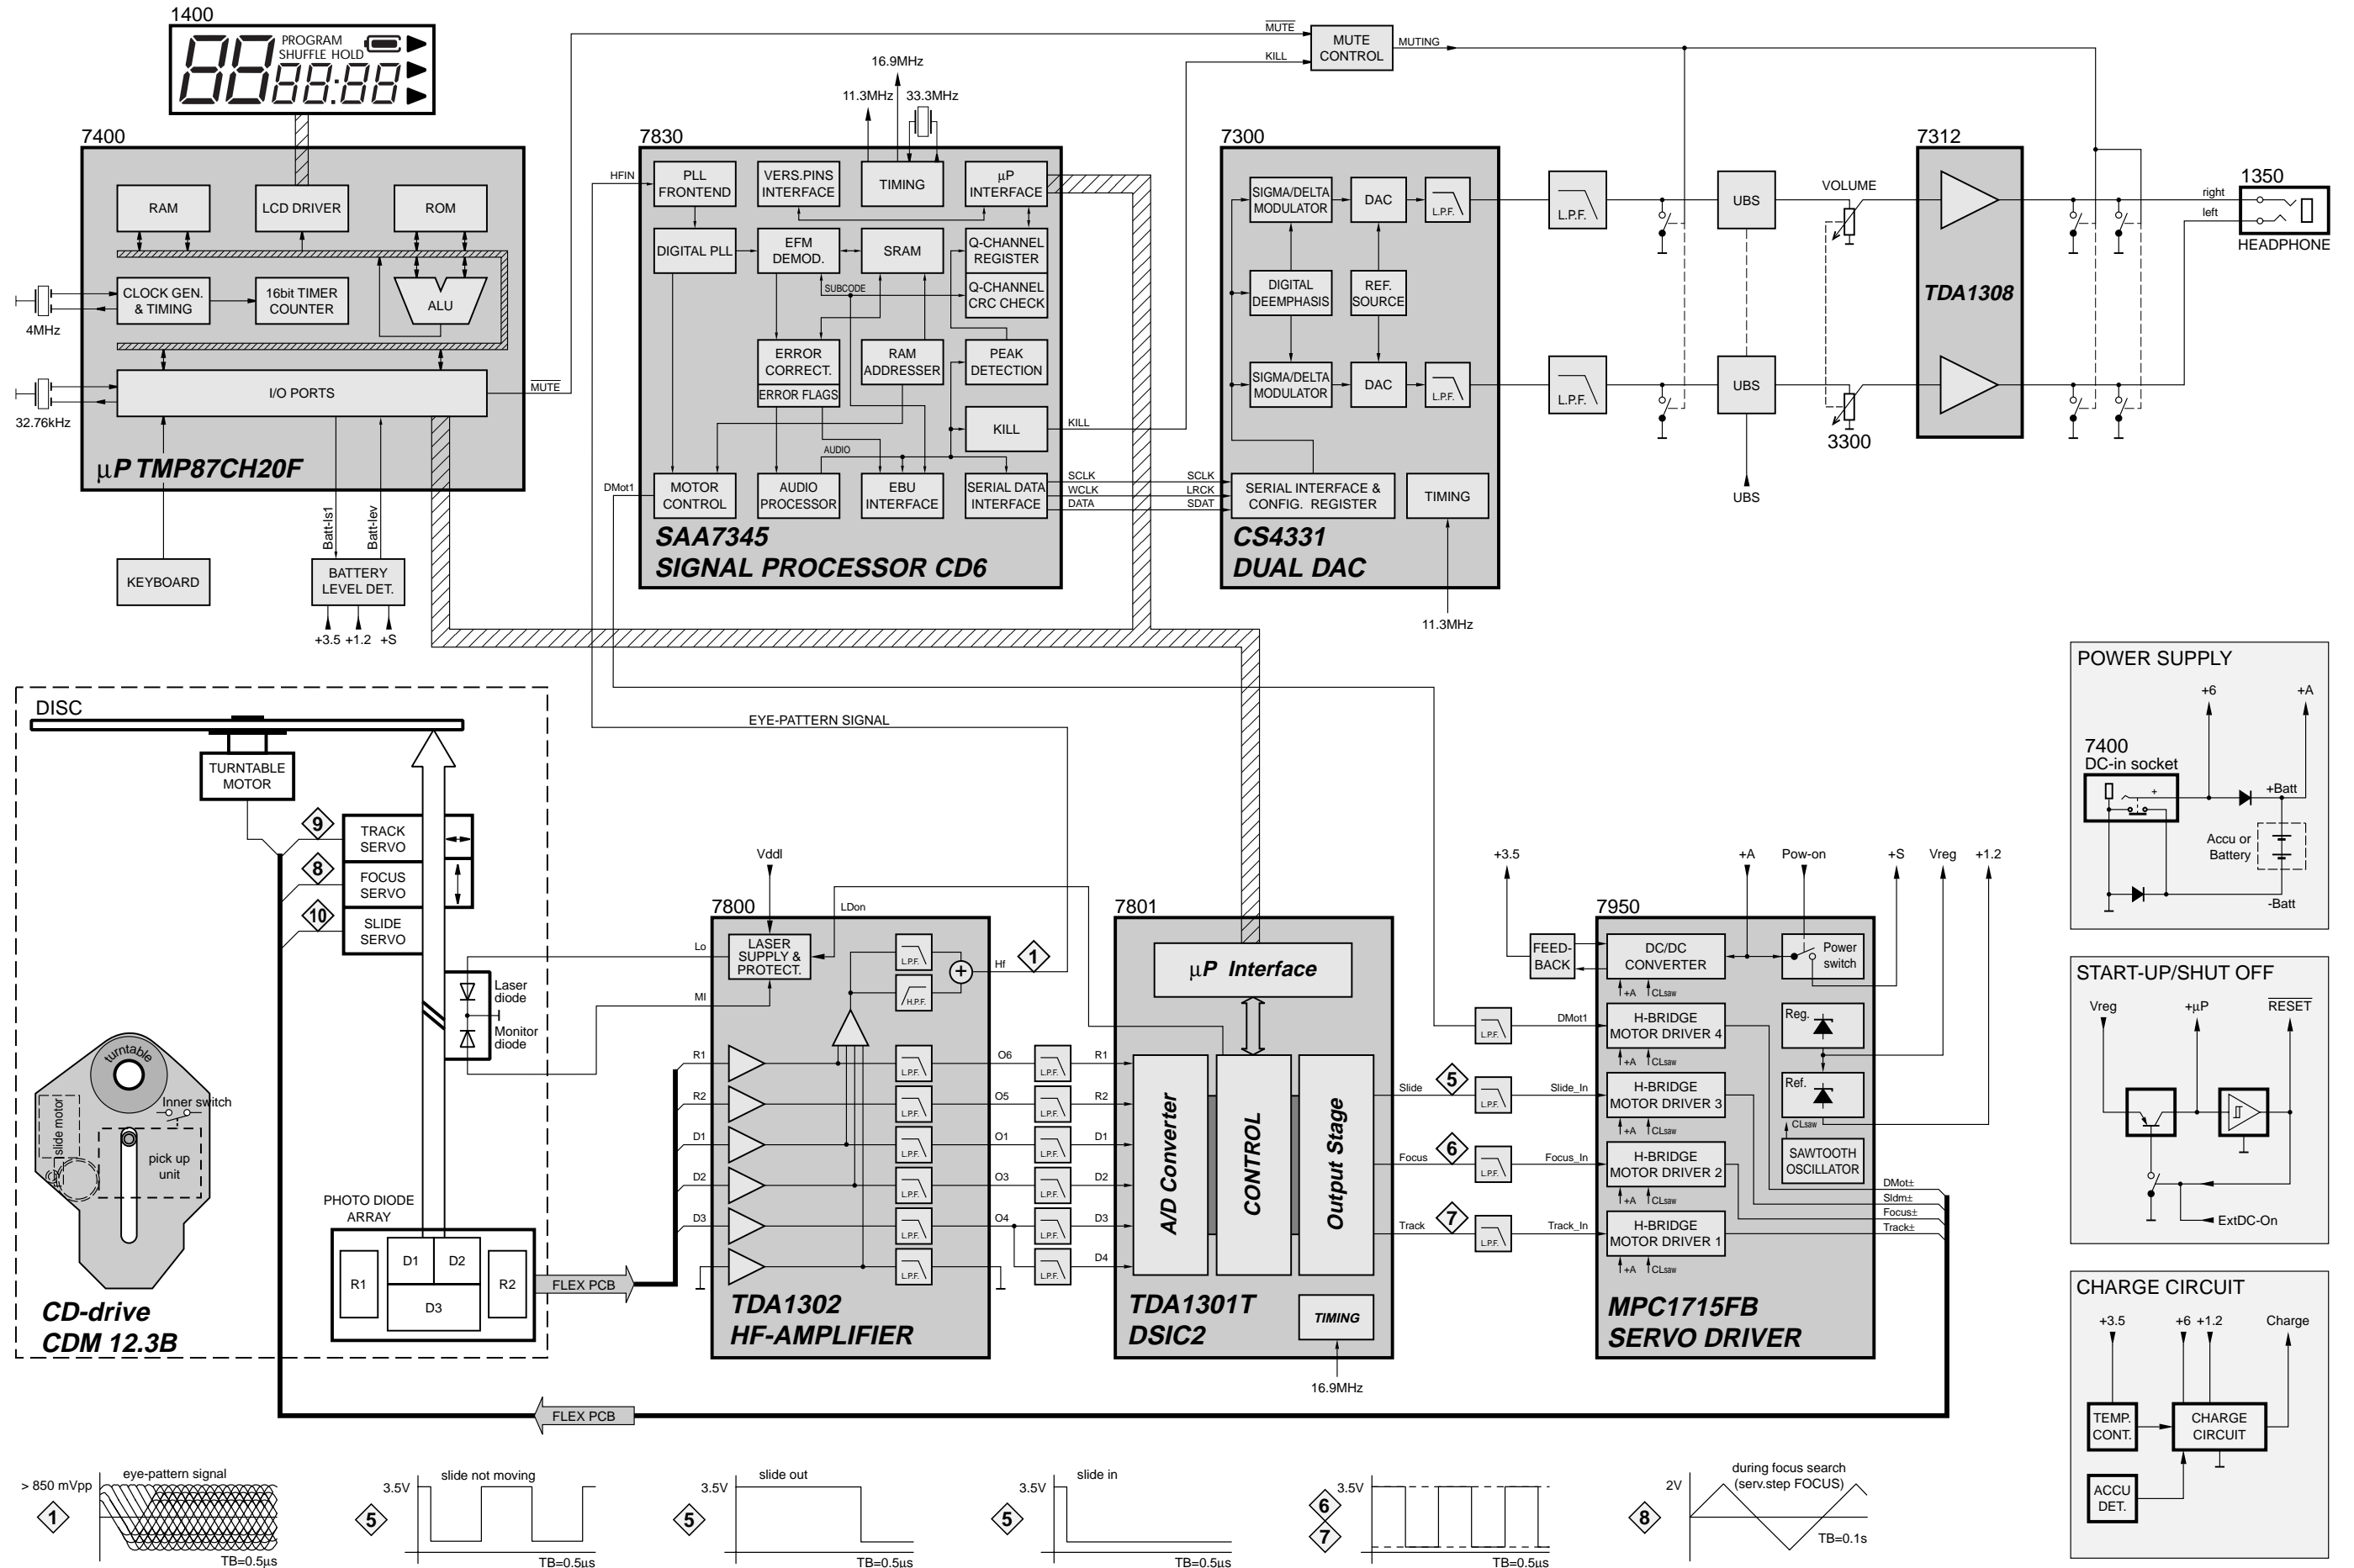 1400
PROGRAM
SHUFFLE HOLD
88 88:88
7400
RAM
LCD DRIVER
ROM
CLOCK GEN.
& TIMING
16bit TIMER
COUNTER
ALU
4MHz
I/O PORTS
32.76kHz
MUTE
µP TMP87CH20F
Batt-ls1
Batt-lev
KEYBOARD
BATTERY
LEVEL DET.
+3.5 +1.2 +S
16.9MHz
11.3MHz 33.3MHz
7830
HFIN
PLL
FRONTEND
VERS.PINS
INTERFACE
TIMING
µP
INTERFACE
DIGITAL PLL
EFM
DEMOD.
SRAM
Q-CHANNEL
REGISTER
Q-CHANNEL
CRC CHECK
SUBCODE
ERROR
CORRECT.
ERROR FLAGS
RAM
ADDRESSER
PEAK
DETECTION
KILL
KILL
AUDIO
DMot1
MOTOR
CONTROL
AUDIO
PROCESSOR
EBU
INTERFACE
SERIAL DATA
INTERFACE
SCLK
WCLK
DATA
SAA7345
SIGNAL PROCESSOR CD6
MUTE
KILL
MUTE
CONTROL
MUTING
7300
SIGMA/DELTA
MODULATOR
DAC
L.P.F.
DIGITAL
DEEMPHASIS
REF.
SOURCE
SIGMA/DELTA
MODULATOR
DAC
L.P.F.
SCLK
LRCK
SDAT
SERIAL INTERFACE &
CONFIG. REGISTER
TIMING
CS4331
DUAL DAC
11.3MHz
L.P.F.
L.P.F.
UBS
UBS
UBS
VOLUME
3300
7312
TDA1308
right
left
1350
HEADPHONE
DISC
TURNTABLE
MOTOR
9
TRACK
SERVO
8
FOCUS
SERVO
10
SLIDE
SERVO
Laser
diode
Monitor
diode
turntable
Inner switch
slide motor
pick up
unit
PHOTO DIODE
ARRAY
R1
D1
D2
D3
R2
CD-drive
CDM 12.3B
FLEX PCB
FLEX PCB
EYE-PATTERN SIGNAL
Vddl
7800
LDon
Lo
MI
LASER
SUPPLY &
PROTECT.
L.P.F.
H.P.F.
+
Hf
1
R1
R2
D1
D2
D3
L.P.F.
L.P.F.
L.P.F.
L.P.F.
L.P.F.
L.P.F.
O6
O5
O1
O3
O4
L.P.F.
L.P.F.
L.P.F.
L.P.F.
L.P.F.
L.P.F.
R1
R2
D1
D2
D3
D4
TDA1302
HF-AMPLIFIER
7801
µP Interface
A/D Converter
CONTROL
Output Stage
TIMING
TDA1301T
DSIC2
16.9MHz
Slide
Focus
Track
5
6
7
L.P.F.
L.P.F.
L.P.F.
L.P.F.
DMot1
Slide_In
Focus_In
Track_In
+3.5
FEED-
BACK
+A
Pow-on
+S
Vreg
+1.2
7950
DC/DC
CONVERTER
Power
switch
+A CLsaw
H-BRIDGE
MOTOR DRIVER 4
+A CLsaw
H-BRIDGE
MOTOR DRIVER 3
+A CLsaw
H-BRIDGE
MOTOR DRIVER 2
+A CLsaw
H-BRIDGE
MOTOR DRIVER 1
+A CLsaw
Reg.
Ref.
CLsaw
SAWTOOTH
OSCILLATOR
DMot±
Sldm±
Focus±
Track±
MPC1715FB
SERVO DRIVER
POWER SUPPLY
+6
+A
7400
DC-in socket
+
+Batt
Accu or
Battery
-Batt
START-UP/SHUT OFF
Vreg
+µP
RESET
ExtDC-On
CHARGE CIRCUIT
+3.5
+6 +1.2
Charge
TEMP.
CONT.
CHARGE
CIRCUIT
ACCU
DET.
> 850 mVpp
eye-pattern signal
1
TB=0.5µs
3.5V
slide not moving
5
TB=0.5µs
3.5V
slide out
5
TB=0.5µs
3.5V
slide in
5
TB=0.5µs
3.5V
6
7
TB=0.5µs
2V
during focus search
(serv.step FOCUS)
8
TB=0.1s